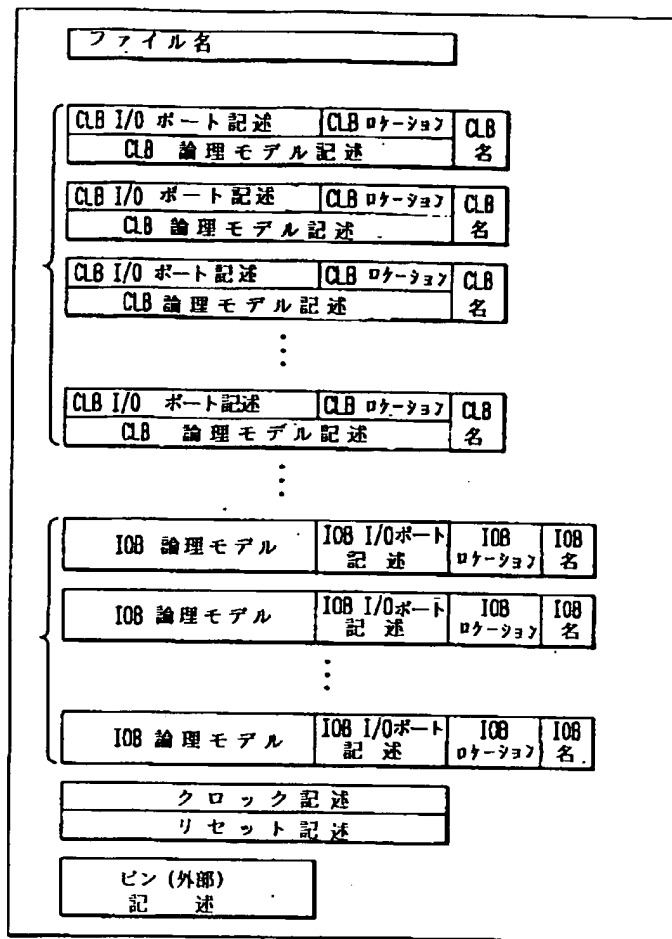 ファイル名
CLB I/O ポート記述 CLB ロケーション CLB
CLB 論理モデル記述 名
CLB I/O ポート記述 CLB ロケーション CLB
CLB 論理モデル記述 名
CLB I/O ポート記述 CLB ロケーション CLB
CLB 論理モデル記述 名
CLB I/O ポート記述 CLB ロケーション CLB
CLB 論理モデル記述 名
IOB 論理モデル IOB I/Oポート IOB IOB
記述 ロケーション 名
IOB 論理モデル IOB I/Oポート IOB IOB
記述 ロケーション 名
IOB 論理モデル IOB I/Oポート IOB IOB
記述 ロケーション 名
クロック記述
リセット記述
ピン (外部)
記述